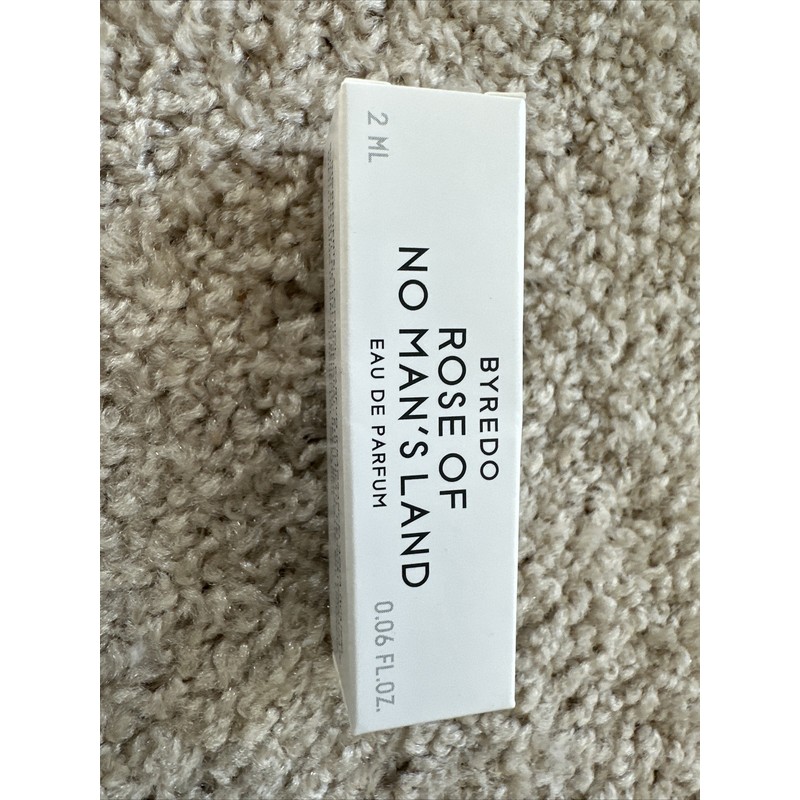 BYREDO
ROSE OF
NO MAN'S LAND
EAU DE PARFUM
2 ML
0.06 FL.OZ.